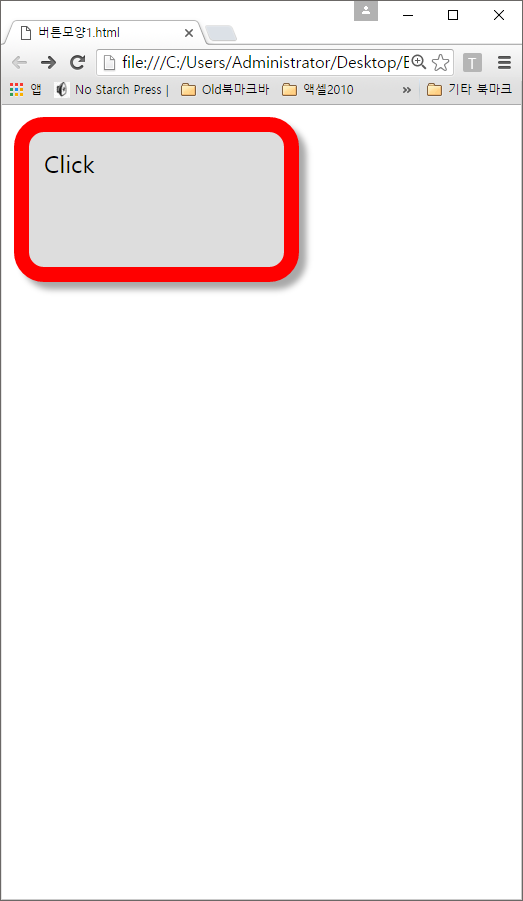 버튼모양1.html
file:///C:/Users/Administrator/Desktop/E
T
앱 No Starch Press | Old북마크바 액셀2010 » 기타 북마크
Click